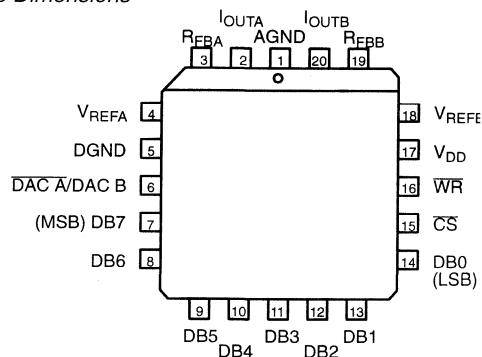 Dimensions
IOUTA IOUTB
RFBA AGND RFBB
3 2 1 20 19
VREFA 4 18 VREFB
DGND 5 17 VDD
DAC A/DAC B 6 16 WR
(MSB) DB7 7 15 CS
DB6 8 14 DB0
(LSB)
9 10 11 12 13
DB5 DB3 DB1
DB4 DB2